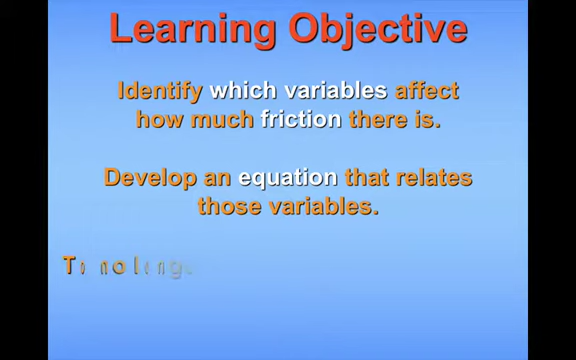 Learning Objective
Identify which variables affect
how much friction there is.
Develop an equation that relates
those variables.